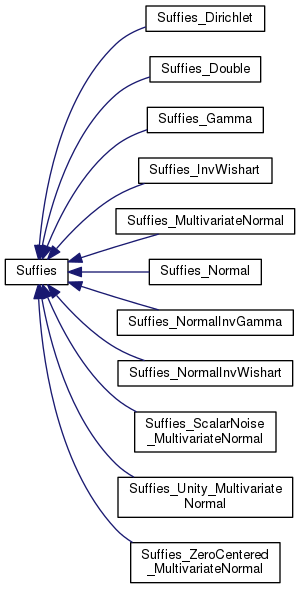 Suffies_Dirichlet
Suffies_Double
Suffies_Gamma
Suffies_InvWishart
Suffies_MultivariateNormal
Suffies
Suffies_Normal
Suffies_NormalInvGamma
Suffies_NormalInvWishart
Suffies_ScalarNoise
_MultivariateNormal
Suffies_Unity_Multivariate
Normal
Suffies_ZeroCentered
_MultivariateNormal